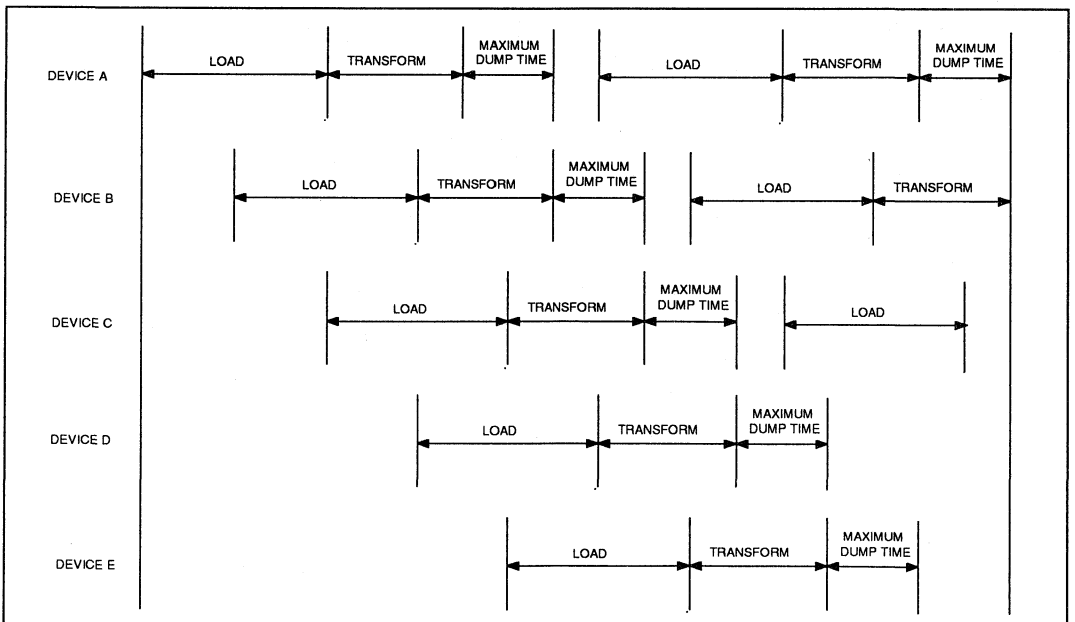 DEVICE A
LOAD
TRANSFORM
MAXIMUM
DUMP TIME
LOAD
TRANSFORM
MAXIMUM
DUMP TIME
DEVICE B
LOAD
TRANSFORM
MAXIMUM
DUMP TIME
LOAD
TRANSFORM
DEVICE C
LOAD
TRANSFORM
MAXIMUM
DUMP TIME
LOAD
DEVICE D
LOAD
TRANSFORM
MAXIMUM
DUMP TIME
DEVICE E
LOAD
TRANSFORM
MAXIMUM
DUMP TIME